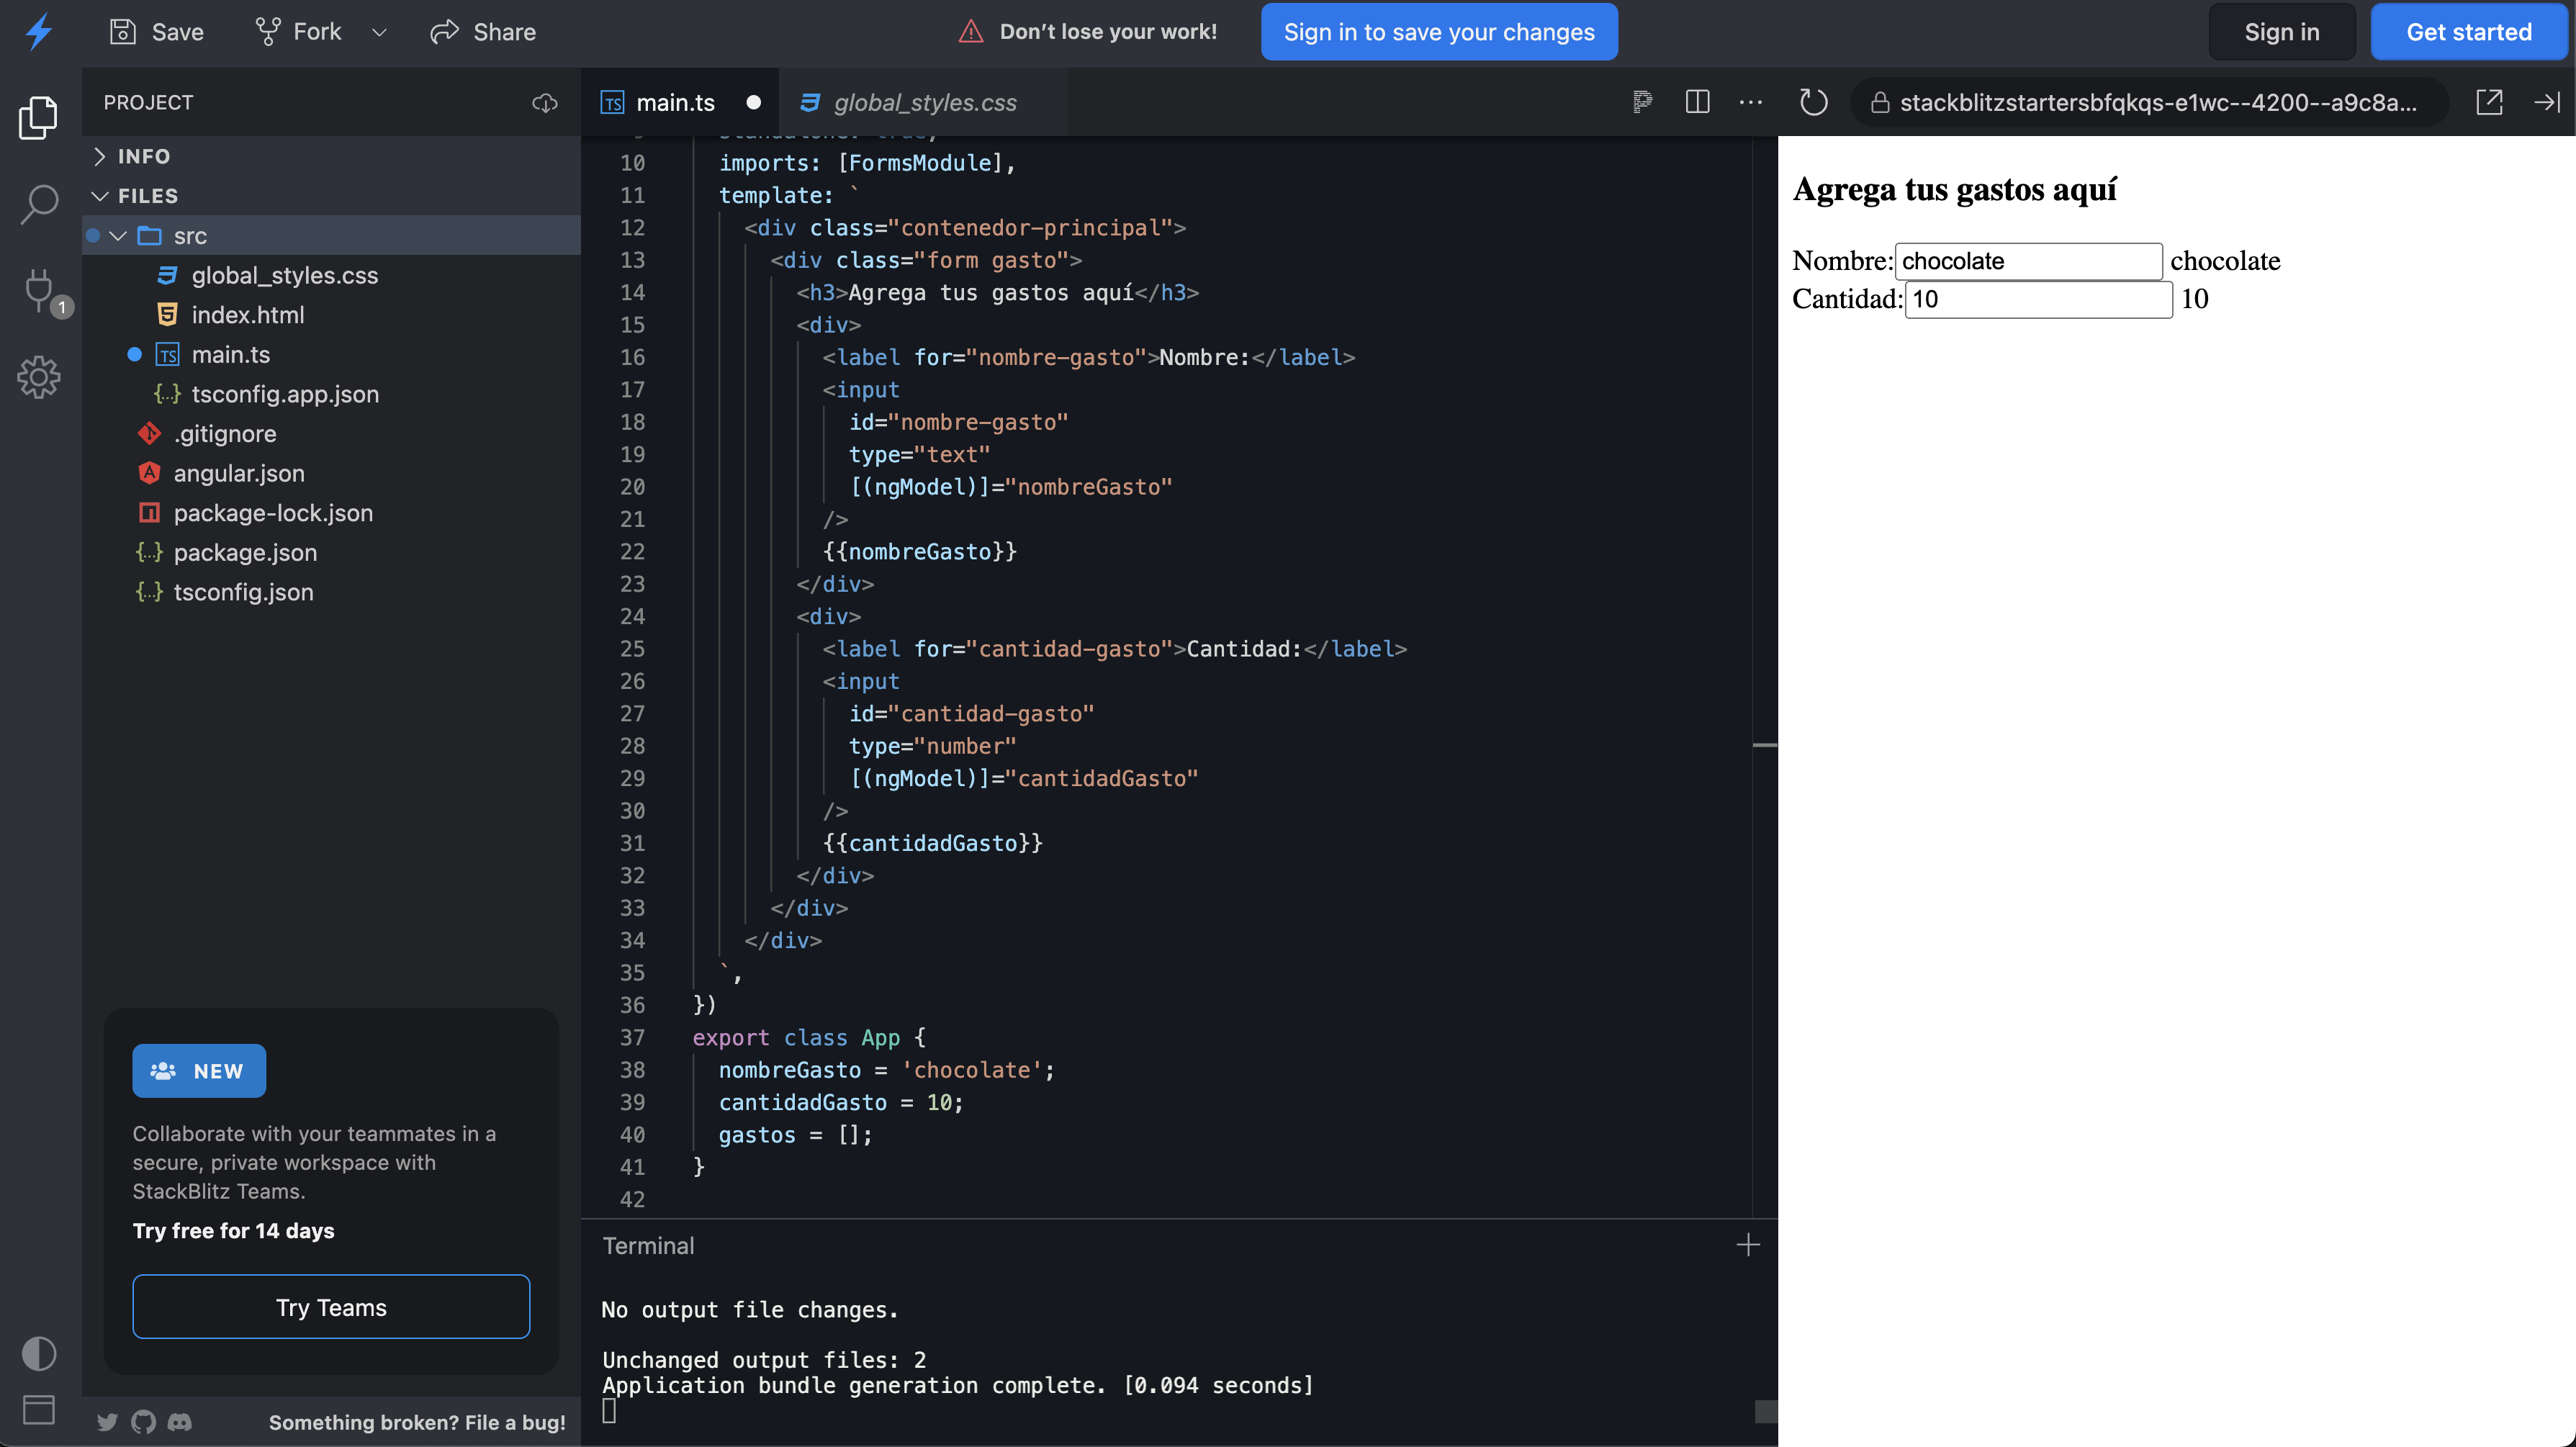 Save
Fork
Share
Don't lose your work!
Sign in to save your changes
Sign in
Get started
PROJECT
TS main.ts
global_styles.css
stackblitzstartersbfqkqs-e1wc--4200--a9c8a...
1
INFO
FILES
src
global_styles.css
index.html
TS main.ts
tsconfig.app.json
.gitignore
angular.json
package-lock.json
package.json
tsconfig.json
NEW
Collaborate with your teammates in a
secure, private workspace with
StackBlitz Teams.
Try free for 14 days
Try Teams
Something broken? File a bug!
9 standalone: true,
10 imports: [FormsModule],
11 template: `
12 <div class="contenedor-principal">
13 <div class="form gasto">
14 <h3>Agrega tus gastos aquí</h3>
15 <div>
16 <label for="nombre-gasto">Nombre:</label>
17 <input
18 id="nombre-gasto"
19 type="text"
20 [(ngModel)]="nombreGasto"
21 />
22 {{nombreGasto}}
23 </div>
24 <div>
25 <label for="cantidad-gasto">Cantidad:</label>
26 <input
27 id="cantidad-gasto"
28 type="number"
29 [(ngModel)]="cantidadGasto"
30 />
31 {{cantidadGasto}}
32 </div>
33 </div>
34 </div>
35 `,
36 })
37 export class App {
38 nombreGasto = 'chocolate';
39 cantidadGasto = 10;
40 gastos = [];
41 }
42
Terminal
No output file changes.
Unchanged output files: 2
Application bundle generation complete. [0.094 seconds]
Agrega tus gastos aquí
Nombre: chocolate chocolate
Cantidad: 10 10